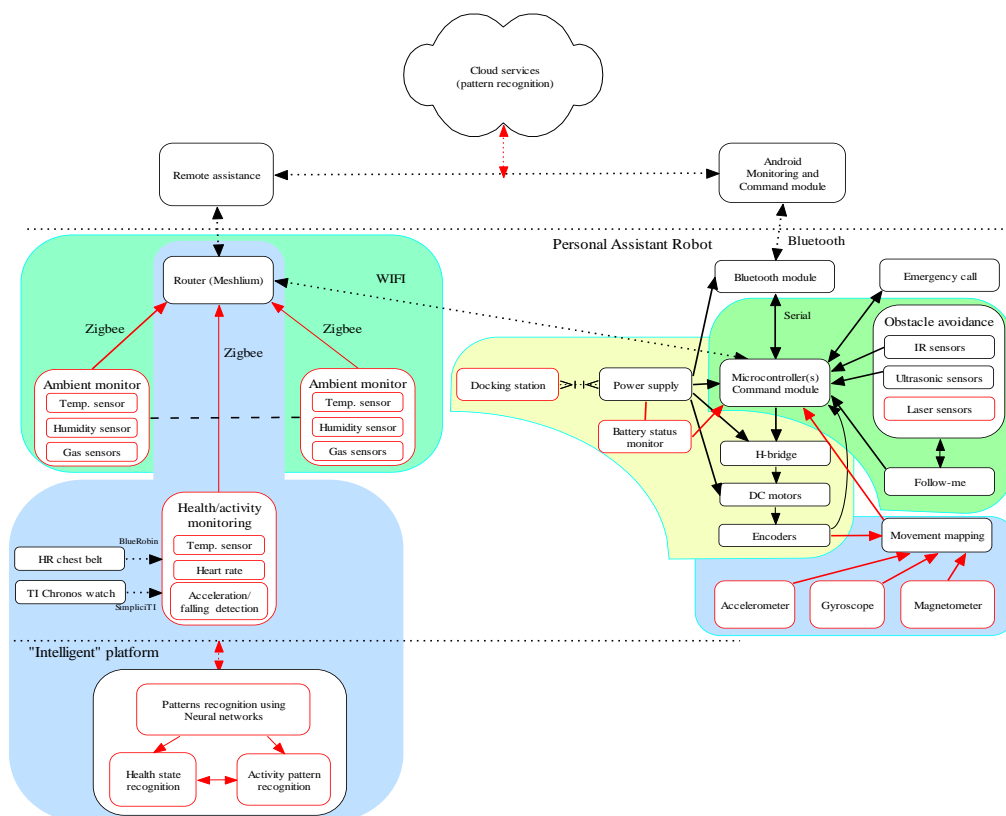 Cloud services
(pattern recognition)
Remote assistance
Android
Monitoring and
Command module
Personal Assistant Robot
Bluetooth
Router (Meshlium)
WIFI
Bluetooth module
Emergency call
Zigbee
Zigbee
Zigbee
Serial
Obstacle avoidance
IR sensors
Ultrasonic sensors
Laser sensors
Ambient monitor
Temp. sensor
Humidity sensor
Gas sensors
Ambient monitor
Temp. sensor
Humidity sensor
Gas sensors
Docking station
Power supply
Microcontroller(s)
Command module
Battery status
monitor
H-bridge
Follow-me
DC motors
Encoders
Movement mapping
Health/activity
monitoring
Temp. sensor
Heart rate
Acceleration/
falling detection
BlueRobin
HR chest belt
TI Chronos watch
SimpliciTI
Accelerometer
Gyroscope
Magnetometer
"Intelligent" platform
Patterns recognition using
Neural networks
Health state
recognition
Activity pattern
recognition